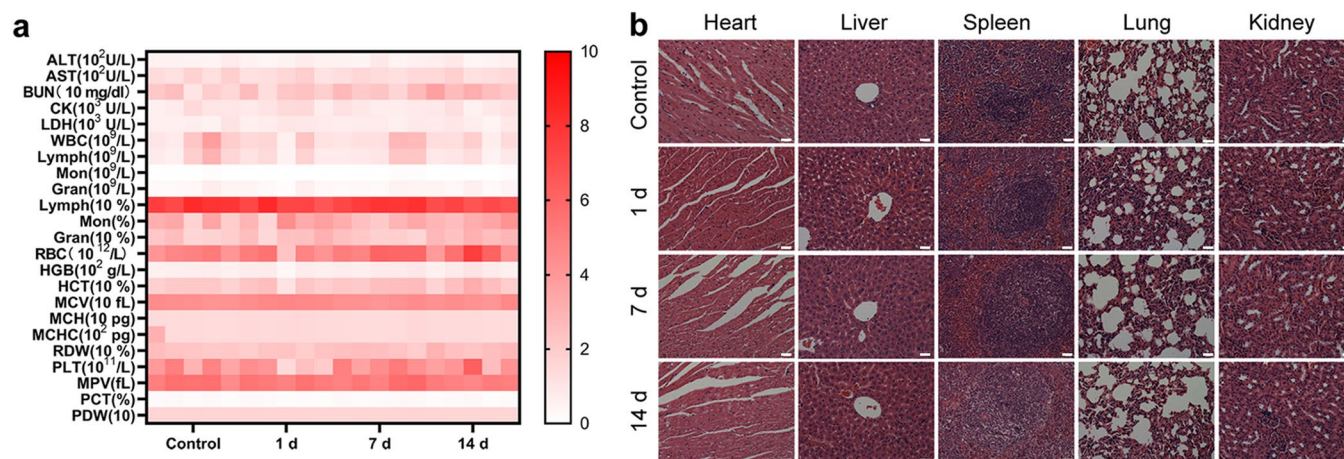 a
ALT(10²U/L)
AST(10²U/L)
BUN( 10 mg/dl)
CK(10³ U/L)
LDH(10³ U/L)
WBC(10⁹/L)
Lymph(10⁹/L)
Mon(10⁹/L)
Gran(10⁹/L)
Lymph(10 %)
Mon(%)
Gran(10 %)
RBC( 10¹²/L)
HGB(10² g/L)
HCT(10 %)
MCV(10 fL)
MCH(10 pg)
MCHC(10² pg)
RDW(10 %)
PLT(10¹¹/L)
MPV(fL)
PCT(%)
PDW(10)
Control 1 d 7 d 14 d
10
8
6
4
2
0
b
Heart Liver Spleen Lung Kidney
Control
1 d
7 d
14 d